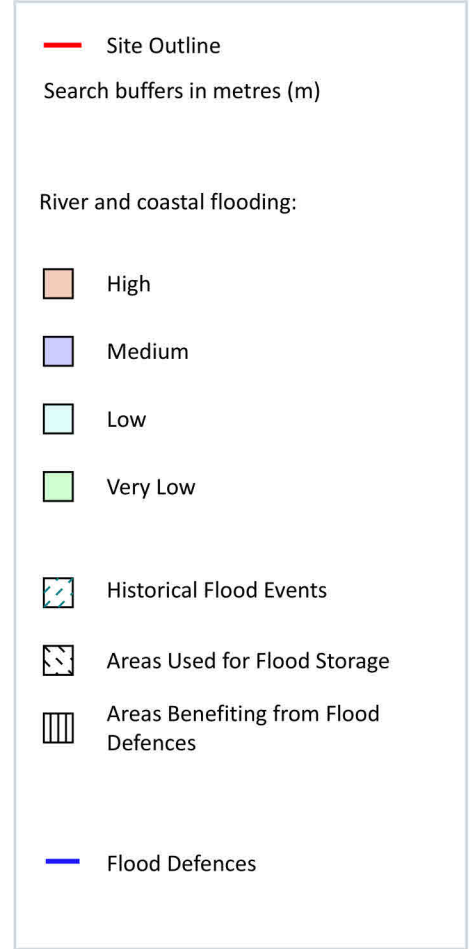 Site Outline
Search buffers in metres (m)
River and coastal flooding:
High
Medium
Low
Very Low
Historical Flood Events
Areas Used for Flood Storage
Areas Benefiting from Flood
Defences
Flood Defences